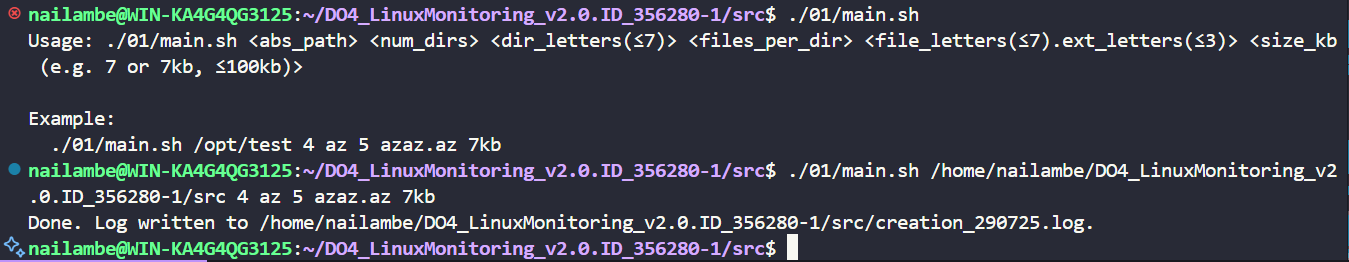 nailambe@WIN-KA4G4QG3125:~/DO4_LinuxMonitoring_v2.0.ID_356280-1/src$ ./01/main.sh
Usage: ./01/main.sh <abs_path> <num_dirs> <dir_letters(≤7)> <files_per_dir> <file_letters(≤7).ext_letters(≤3)> <size_kb
(e.g. 7 or 7kb, ≤100kb)>
Example:
./01/main.sh /opt/test 4 az 5 azaz.az 7kb
nailambe@WIN-KA4G4QG3125:~/DO4_LinuxMonitoring_v2.0.ID_356280-1/src$ ./01/main.sh /home/nailambe/DO4_LinuxMonitoring_v2
.0.ID_356280-1/src 4 az 5 azaz.az 7kb
Done. Log written to /home/nailambe/DO4_LinuxMonitoring_v2.0.ID_356280-1/src/creation_290725.log.
nailambe@WIN-KA4G4QG3125:~/DO4_LinuxMonitoring_v2.0.ID_356280-1/src$